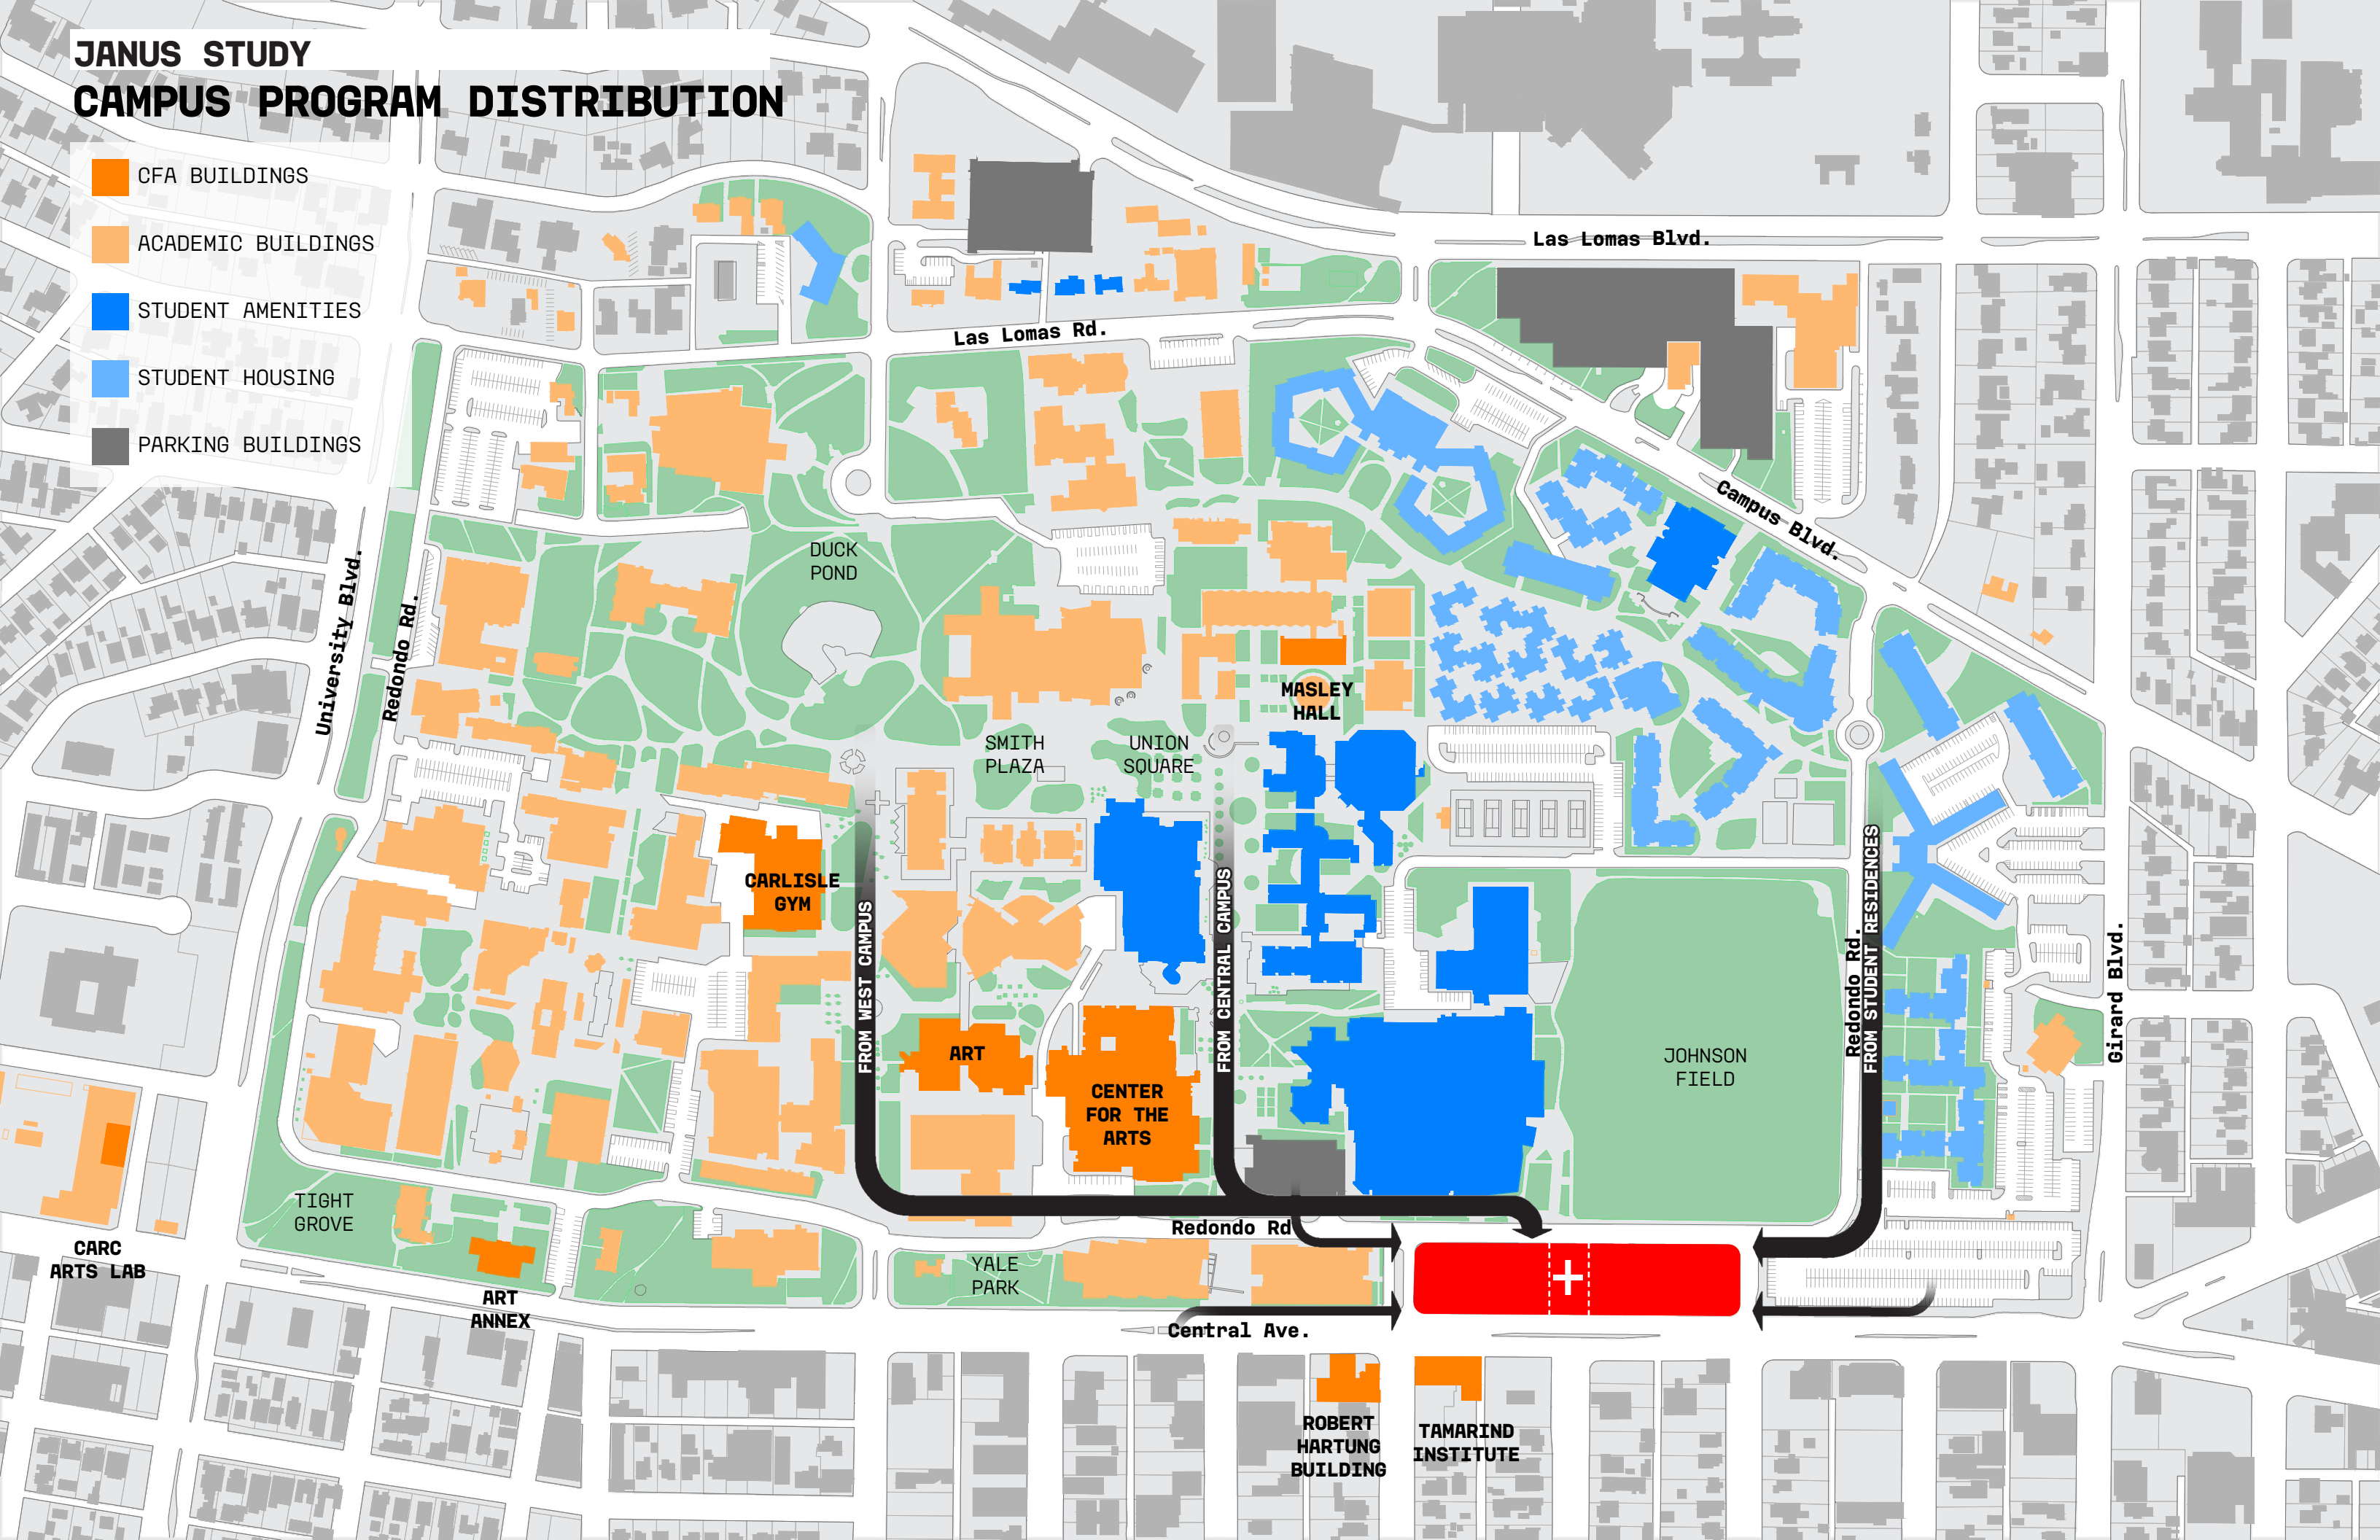 JANUS STUDY
CAMPUS PROGRAM DISTRIBUTION
CFA BUILDINGS
ACADEMIC BUILDINGS
STUDENT AMENITIES
STUDENT HOUSING
PARKING BUILDINGS
Las Lomas Blvd.
Las Lomas Rd.
Campus Blvd.
DUCK
POND
University Blvd.
Redondo Rd.
MASLEY
HALL
SMITH
PLAZA
UNION
SQUARE
CARLISLE
GYM
FROM WEST CAMPUS
FROM CENTRAL CAMPUS
FROM STUDENT RESIDENCES
Redondo Rd.
Girard Blvd.
ART
CENTER
FOR THE
ARTS
JOHNSON
FIELD
TIGHT
GROVE
CARC
ARTS LAB
ART
ANNEX
Redondo Rd
YALE
PARK
Central Ave.
ROBERT
HARTUNG
BUILDING
TAMARIND
INSTITUTE